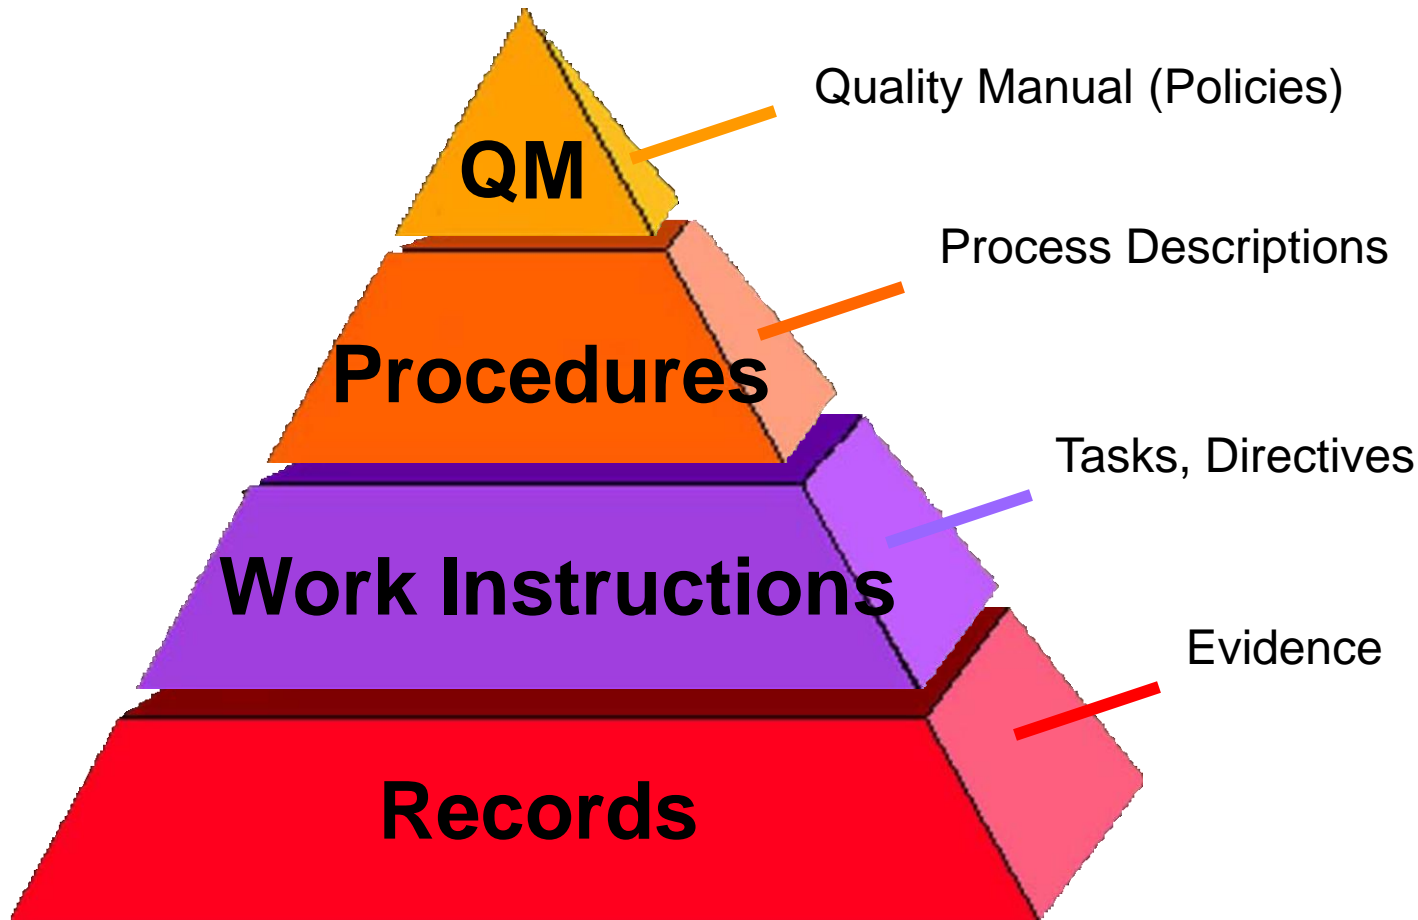 Quality Manual (Policies)
QM
Process Descriptions
Procedures
Tasks, Directives
Work Instructions
Evidence
Records